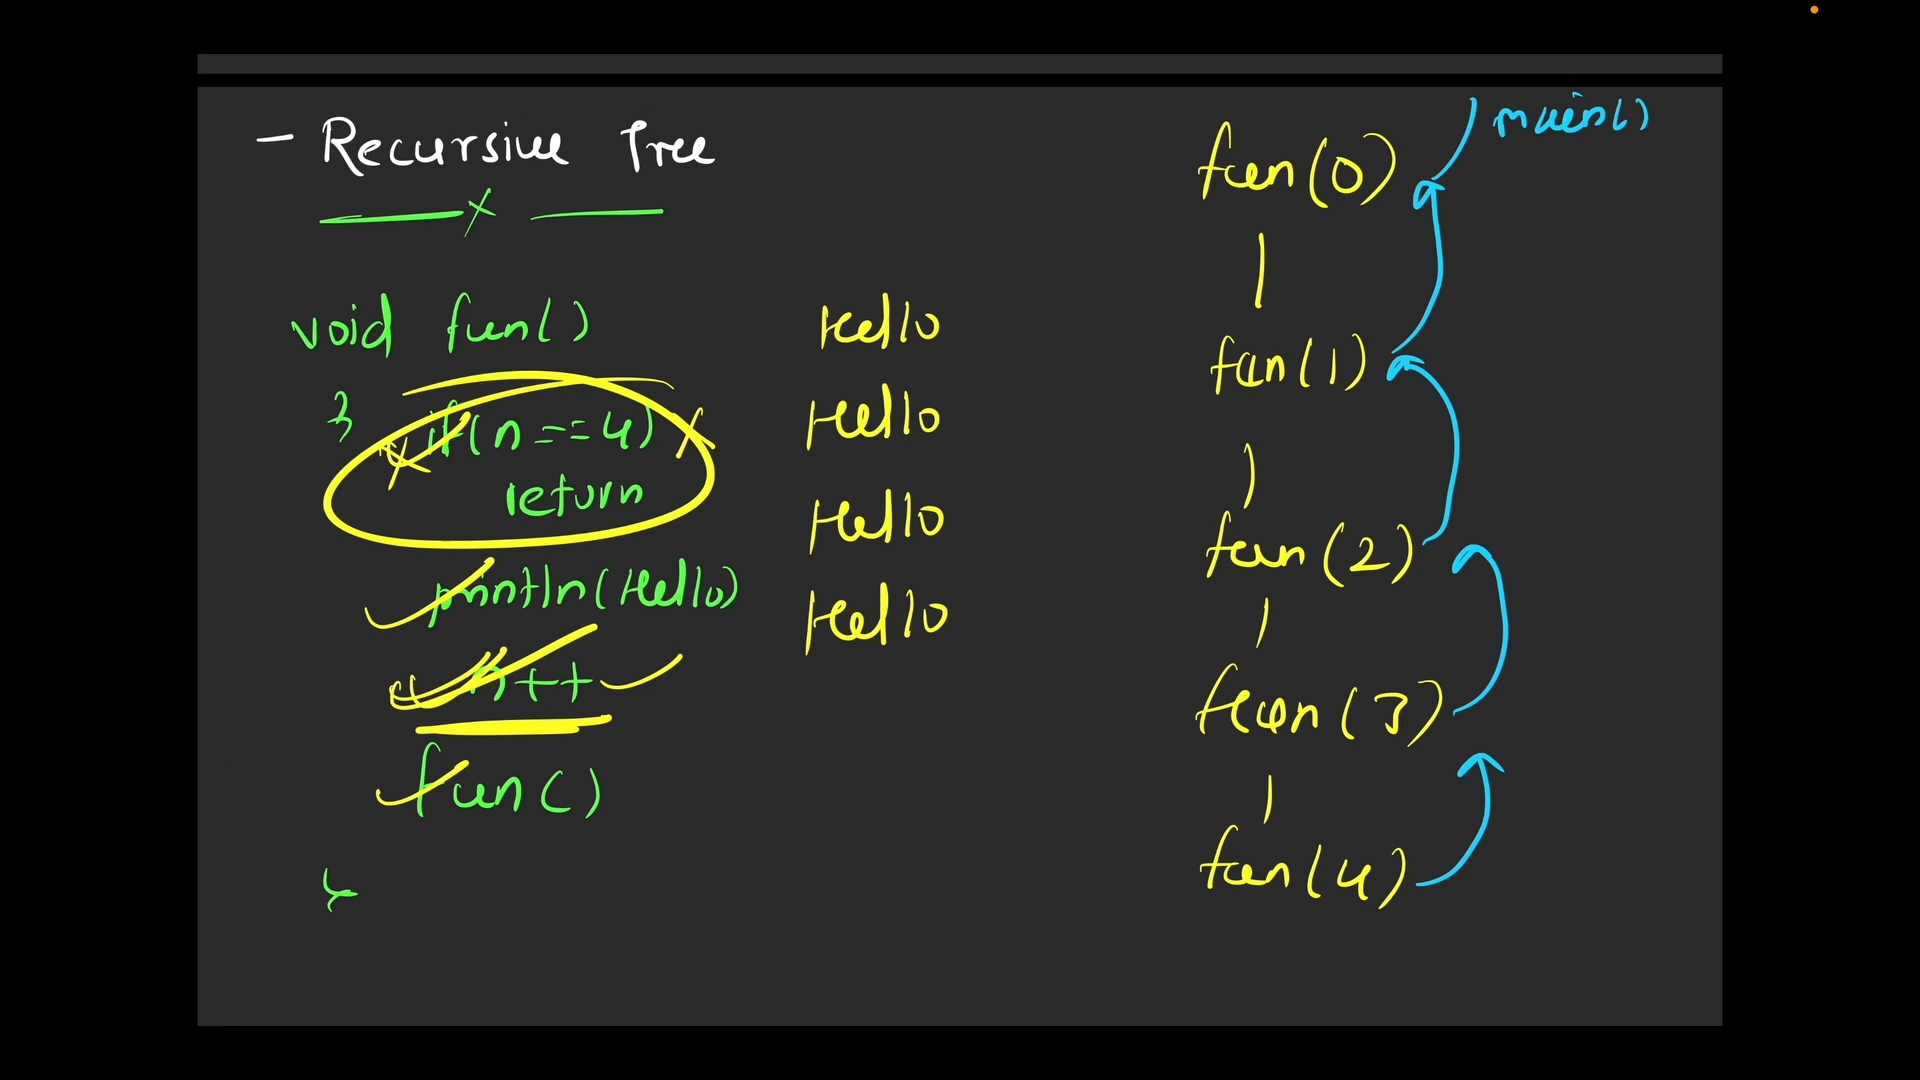 - Recursive Tree
void fun()
{ if(n==4)
return
println(Hello)
n++
fun()
}
Hello
Hello
Hello
Hello
main()
fun(0)
fun(1)
fun(2)
fun(3)
fun(4)